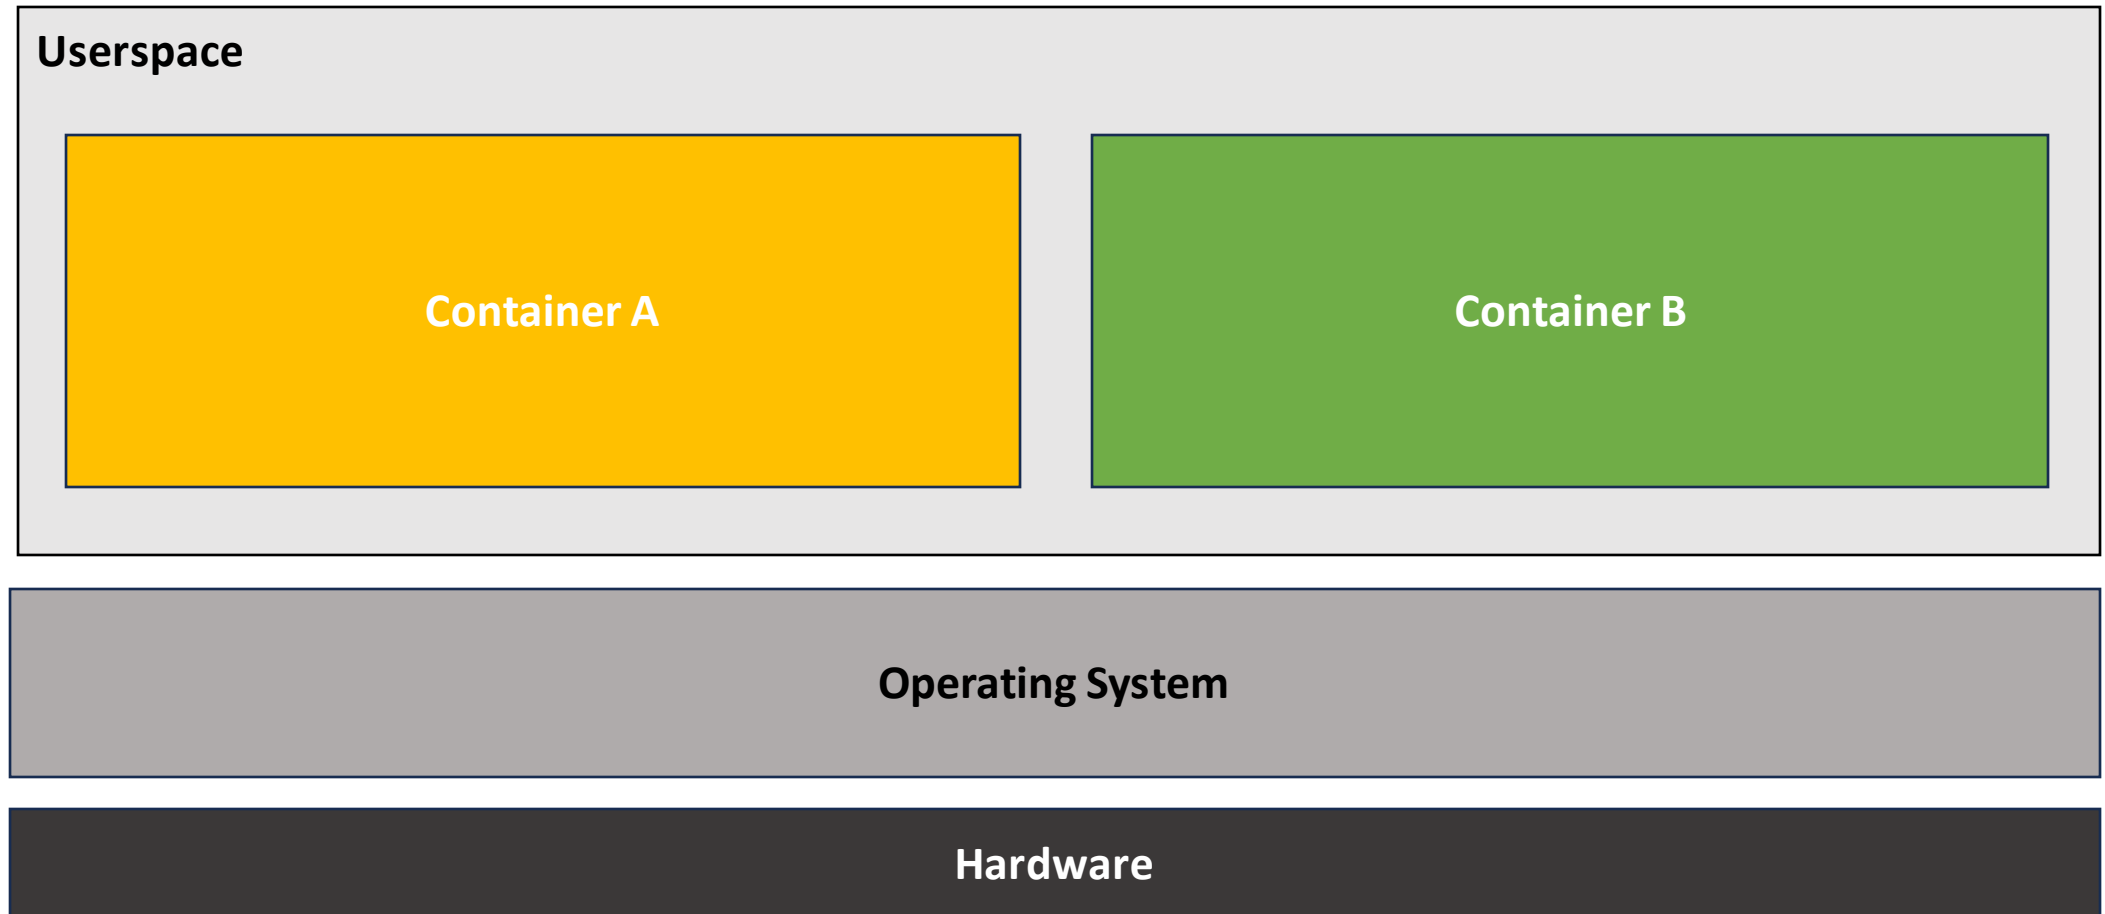 Userspace
Container A
Container B
Operating System
Hardware